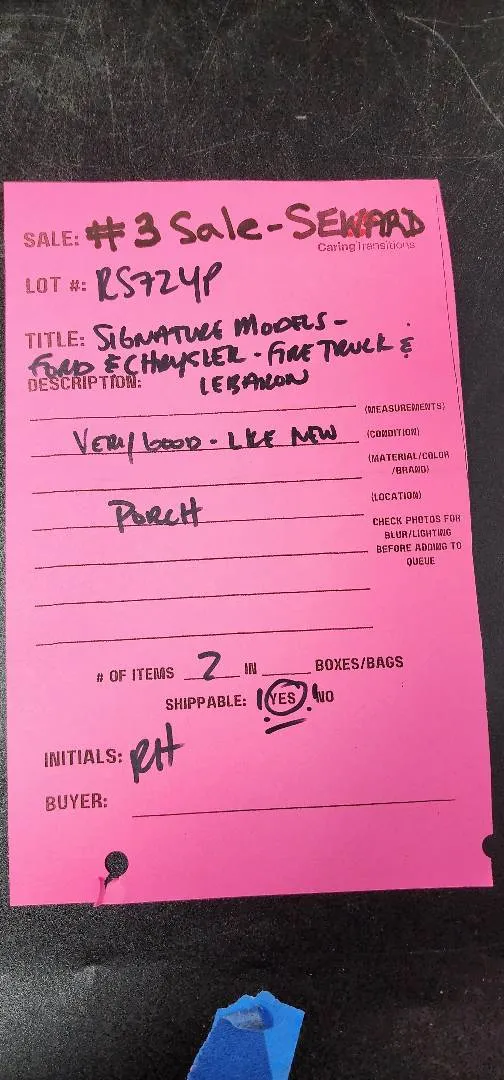 SALE: #3 Sale-SEWARD
CaringTransitions
LOT #: RS724P
TITLE: SIGNATURE MODELS-
FORD & CHRYSLER - FIRE TRUCK &
DESCRIPTION: LEBARON
(MEASUREMENTS)
VERY GOOD - LIKE NEW (CONDITION)
(MATERIAL/COLOR
/BRAND)
(LOCATION)
PORCH
CHECK PHOTOS FOR
BLUR/LIGHTING
BEFORE ADDING TO
QUEUE
# OF ITEMS 2 IN ____ BOXES/BAGS
SHIPPABLE: ! YES ! NO
INITIALS: RH
BUYER: